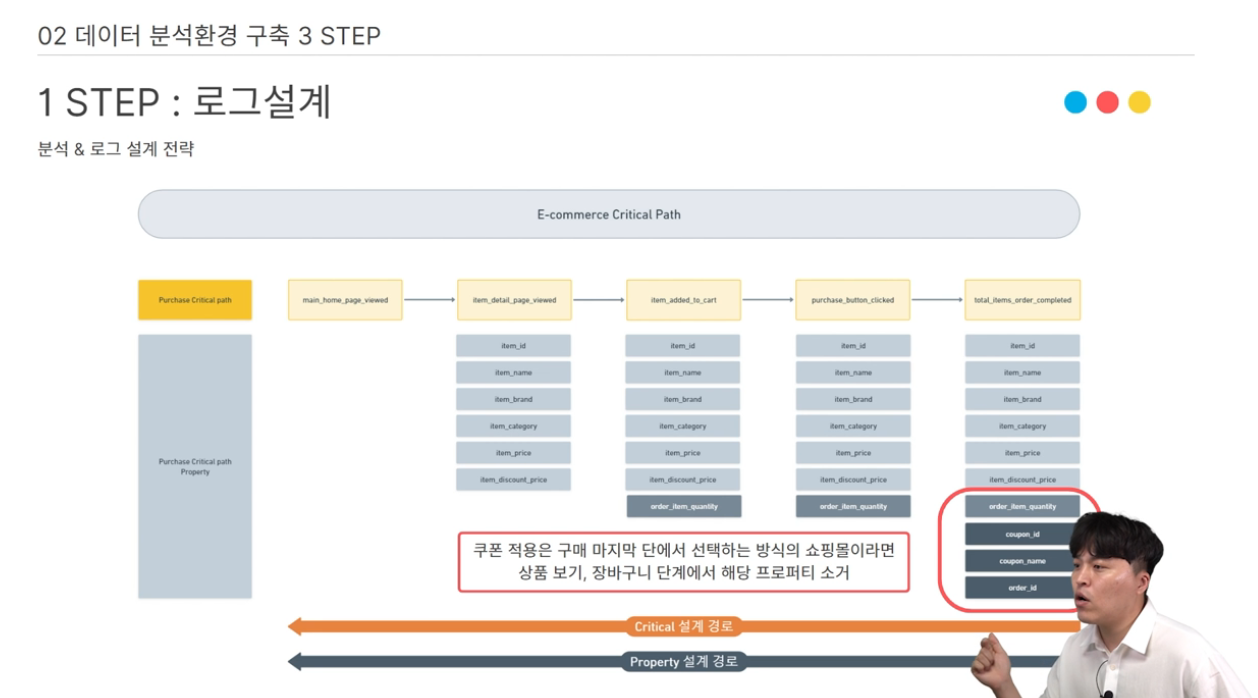 02 데이터 분석환경 구축 3 STEP
1 STEP : 로그설계
분석 & 로그 설계 전략
E-commerce Critical Path
Purchase Critical path
main_home_page_viewed
item_detail_page_viewed
item_added_to_cart
purchase_button_clicked
total_items_order_completed
Purchase Critical path
Property
item_id
item_name
item_brand
item_category
item_price
item_discount_price
item_id
item_name
item_brand
item_category
item_price
item_discount_price
order_item_quantity
item_id
item_name
item_brand
item_category
item_price
item_discount_price
order_item_quantity
item_id
item_name
item_brand
item_category
item_price
item_discount_price
order_item_quantity
coupon_id
coupon_name
order_id
쿠폰 적용은 구매 마지막 단에서 선택하는 방식의 쇼핑몰이라면
상품 보기, 장바구니 단계에서 해당 프로퍼티 소거
Critical 설계 경로
Property 설계 경로